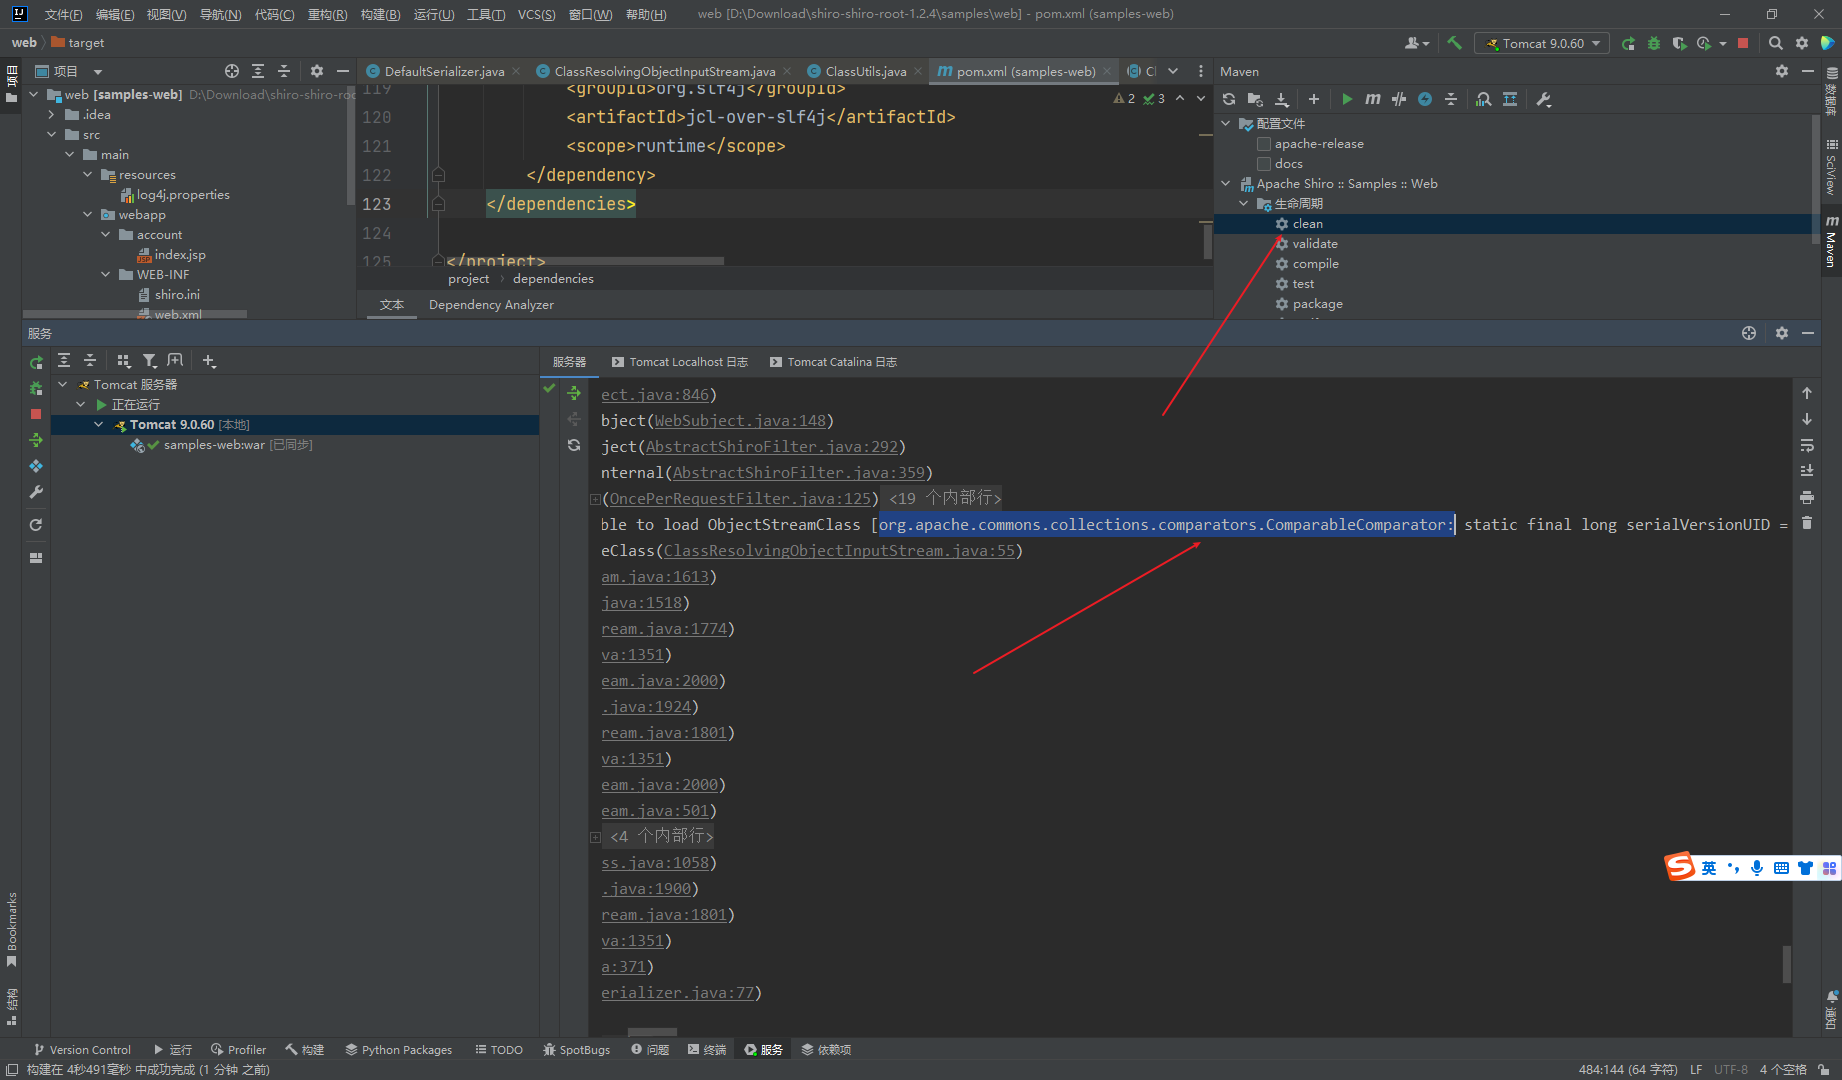 文件(F) 编辑(E) 视图(V) 导航(N) 代码(C) 重构(R) 构建(B) 运行(U) 工具(T) VCS(S) 窗口(W) 帮助(H) web [D:\Download\shiro-shiro-root-1.2.4\samples\web] - pom.xml (samples-web)
web target
Tomcat 9.0.60
项目
DefaultSerializer.java ClassResolvingObjectInputStream.java ClassUtils.java pom.xml (samples-web)
Maven
web [samples-web] D:\Download\shiro-shiro-roo
.idea
src
main
resources
log4j.properties
webapp
account
index.jsp
WEB-INF
shiro.ini
web.xml
119 <groupId>org.slf4j</groupId>
120 <artifactId>jcl-over-slf4j</artifactId>
121 <scope>runtime</scope>
122 </dependency>
123 </dependencies>
124
125 </project>
2 3
project dependencies
文本 Dependency Analyzer
配置文件
apache-release
docs
Apache Shiro :: Samples :: Web
生命周期
clean
validate
compile
test
package
项目
数据库
SciView
Maven
服务
Tomcat 服务器
正在运行
Tomcat 9.0.60 [本地]
samples-web:war [已同步]
服务器 Tomcat Localhost 日志 Tomcat Catalina 日志
ect.java:846)
bject(WebSubject.java:148)
ject(AbstractShiroFilter.java:292)
nternal(AbstractShiroFilter.java:359)
(OncePerRequestFilter.java:125) <19 个内部行>
ble to load ObjectStreamClass [org.apache.commons.collections.comparators.ComparableComparator: static final long serialVersionUID =
eClass(ClassResolvingObjectInputStream.java:55)
am.java:1613)
java:1518)
ream.java:1774)
va:1351)
eam.java:2000)
.java:1924)
ream.java:1801)
va:1351)
eam.java:2000)
eam.java:501)
<4 个内部行>
ss.java:1058)
.java:1900)
ream.java:1801)
va:1351)
a:371)
erializer.java:77)
英
Bookmarks
结构
通知
Version Control 运行 Profiler 构建 Python Packages TODO SpotBugs 问题 终端 服务 依赖项
构建在 4秒491毫秒 中成功完成 (1 分钟 之前)
484:144 (64 字符) LF UTF-8 4 个空格